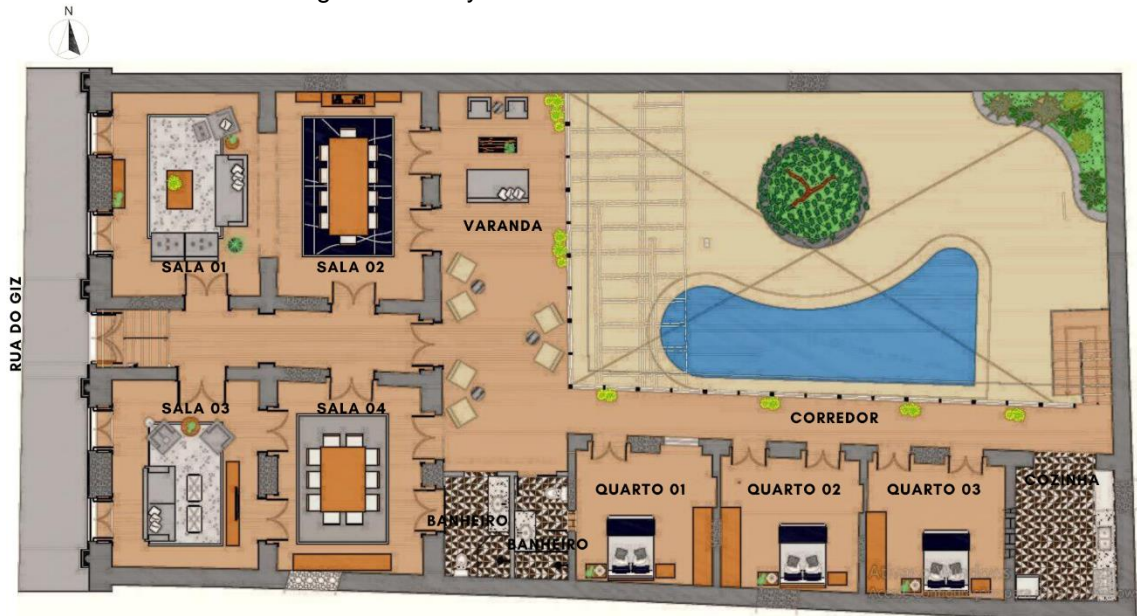 N
SALA 01
SALA 02
VARANDA
RUA DO GIZ
SALA 03
SALA 04
CORREDOR
QUARTO 01
QUARTO 02
QUARTO 03
COZINHA
BANHEIRO
BANHEIRO